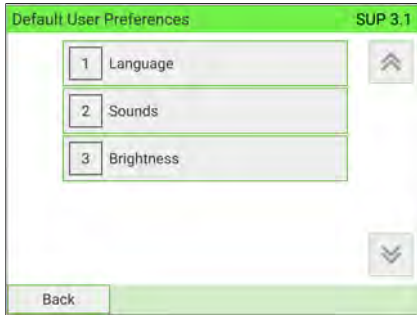 Default User Preferences SUP 3.1
1 Language
2 Sounds
3 Brightness
Back